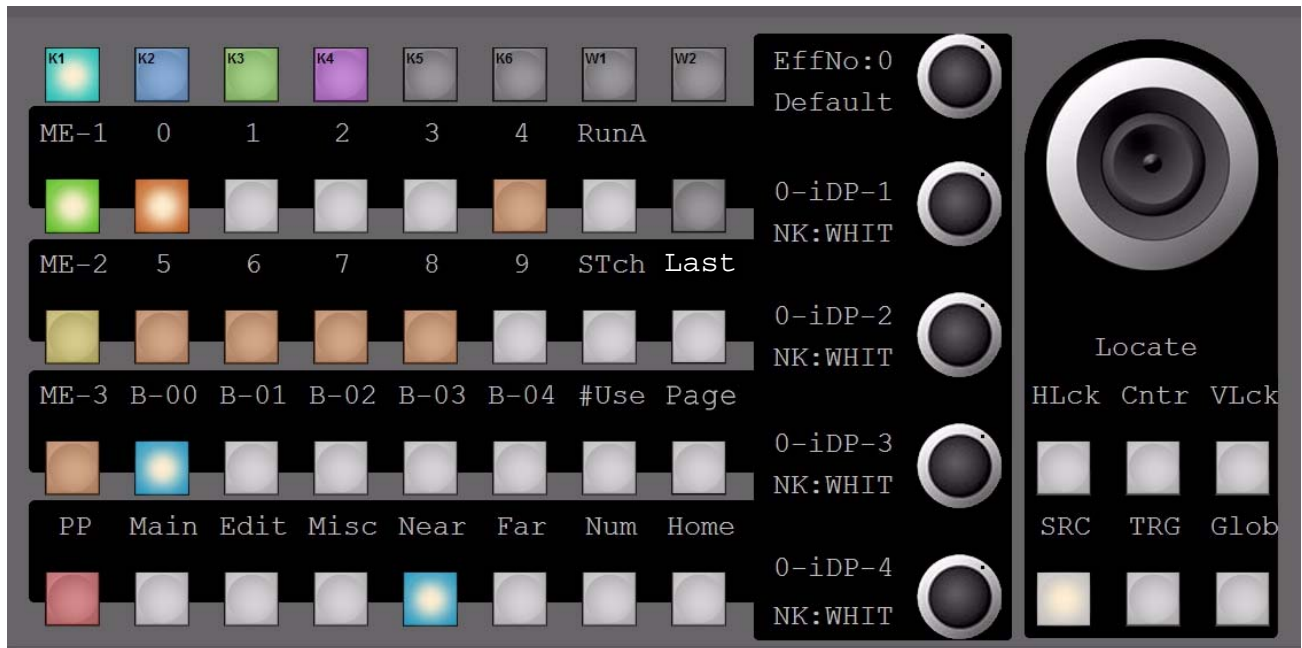 K1 K2 K3 K4 K5 K6 W1 W2
EffNo:0
Default
ME-1 0 1 2 3 4 RunA
0-iDP-1
NK:WHIT
ME-2 5 6 7 8 9 STch Last
0-iDP-2
NK:WHIT
Locate
ME-3 B-00 B-01 B-02 B-03 B-04 #Use Page
HLck Cntr VLck
0-iDP-3
NK:WHIT
PP Main Edit Misc Near Far Num Home
SRC TRG Glob
0-iDP-4
NK:WHIT